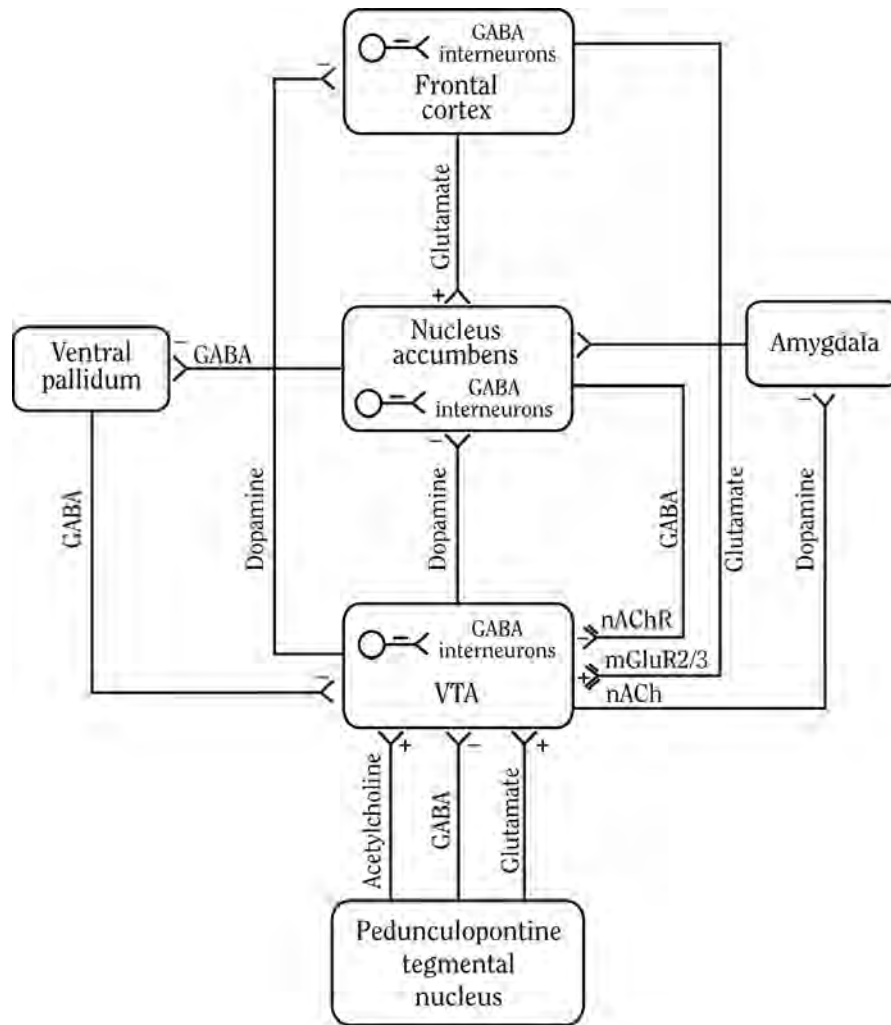 GABA
interneurons
Frontal
cortex
Glutamate
+
−
−
Ventral
pallidum
−
GABA
Nucleus
accumbens
GABA
interneurons
−
−
Amygdala
−
GABA
Dopamine
Dopamine
GABA
Glutamate
Dopamine
GABA
interneurons
−
VTA
−
nAChR
−
mGluR2/3
+
nACh
+
−
+
Acetylcholine
GABA
Glutamate
Pedunculopontine
tegmental
nucleus